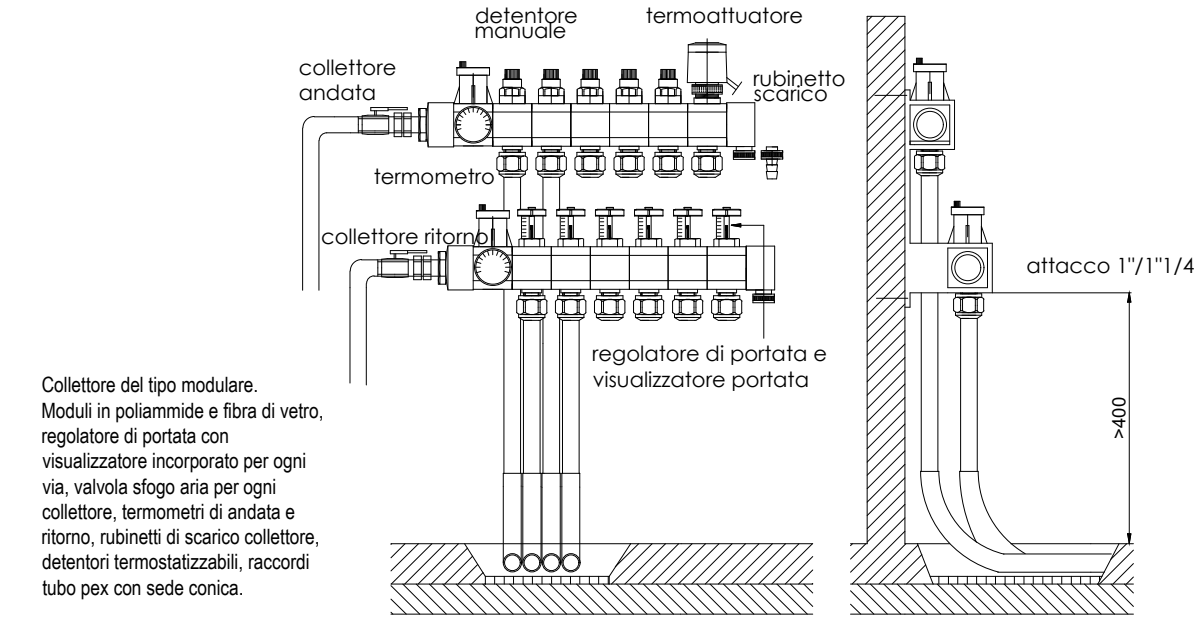 detentore
manuale
termoattuatore
collettore
andata
rubinetto
scarico
termometro
collettore ritorno
attacco 1"/1"1/4
regolatore di portata e
visualizzatore portata
>400
Collettore del tipo modulare.
Moduli in poliammide e fibra di vetro,
regolatore di portata con
visualizzatore incorporato per ogni
via, valvola sfogo aria per ogni
collettore, termometri di andata e
ritorno, rubinetti di scarico collettore,
detentori termostatizzabili, raccordi
tubo pex con sede conica.